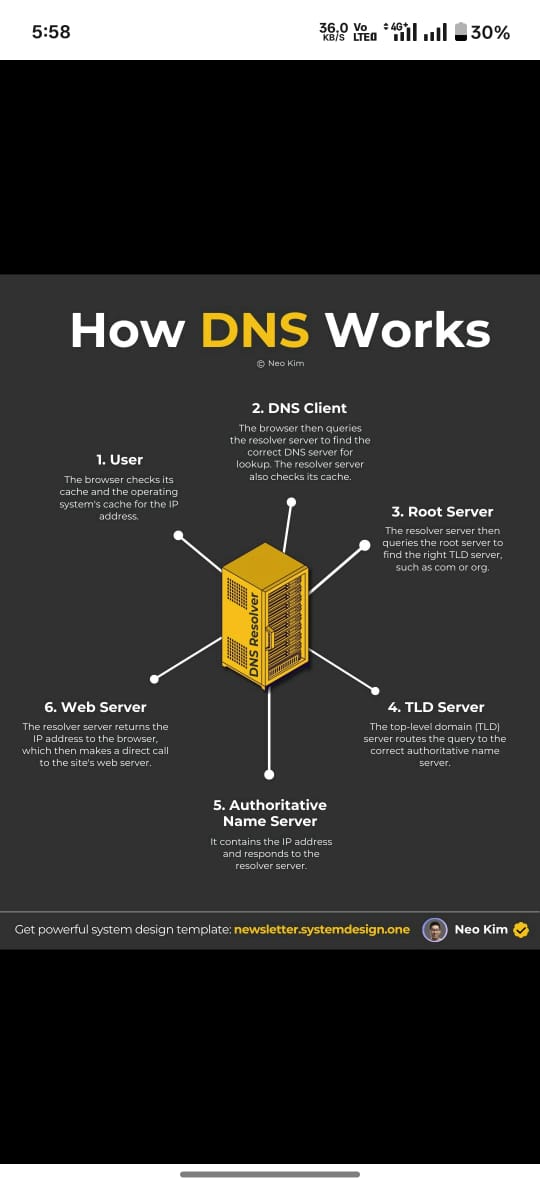 5:58
36.0 KB/S Vo LTE 4G+ 30%
How DNS Works
© Neo Kim
2. DNS Client
The browser then queries
the resolver server to find the
correct DNS server for
lookup. The resolver server
also checks its cache.
1. User
The browser checks its
cache and the operating
system's cache for the IP
address.
3. Root Server
The resolver server then
queries the root server to
find the right TLD server,
such as com or org.
DNS Resolver
6. Web Server
The resolver server returns the
IP address to the browser,
which then makes a direct call
to the site's web server.
4. TLD Server
The top-level domain (TLD)
server routes the query to the
correct authoritative name
server.
5. Authoritative
Name Server
It contains the IP address
and responds to the
resolver server.
Get powerful system design template: newsletter.systemdesign.one
Neo Kim